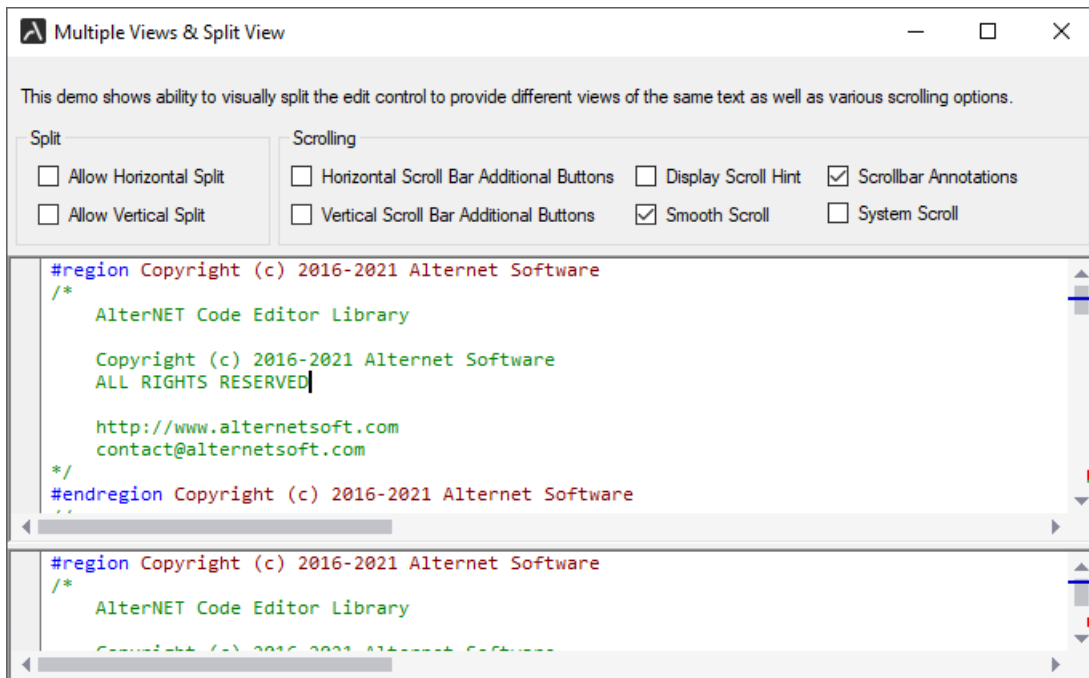 Multiple Views & Split View
This demo shows ability to visually split the edit control to provide different views of the same text as well as various scrolling options.
Split
Allow Horizontal Split
Allow Vertical Split
Scrolling
Horizontal Scroll Bar Additional Buttons
Display Scroll Hint
Scrollbar Annotations
Vertical Scroll Bar Additional Buttons
Smooth Scroll
System Scroll
#region Copyright (c) 2016-2021 Alternet Software
/*
AlterNET Code Editor Library
Copyright (c) 2016-2021 Alternet Software
ALL RIGHTS RESERVED
http://www.alternetsoft.com
contact@alternetsoft.com
*/
#endregion Copyright (c) 2016-2021 Alternet Software
#region Copyright (c) 2016-2021 Alternet Software
/*
AlterNET Code Editor Library
Copyright (c) 2016-2021 Alternet Software